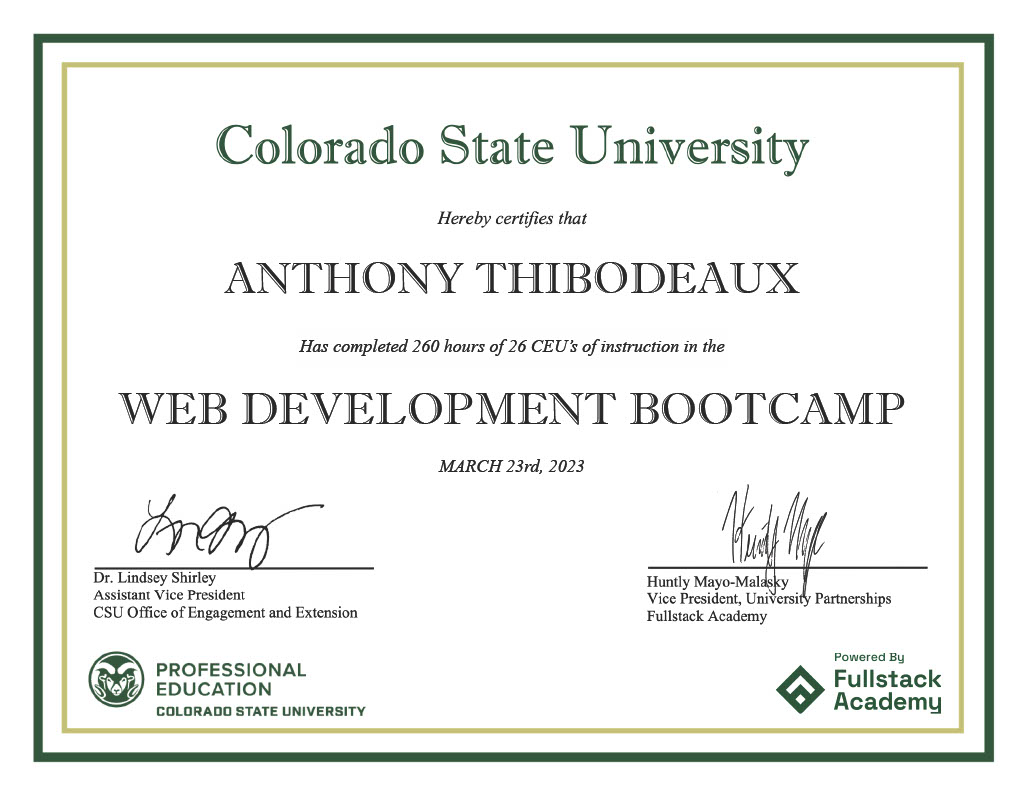 Colorado State University
Hereby certifies that
ANTHONY THIBODEAUX
Has completed 260 hours of 26 CEU's of instruction in the
WEB DEVELOPMENT BOOTCAMP
MARCH 23rd, 2023
Dr. Lindsey Shirley
Assistant Vice President
CSU Office of Engagement and Extension
Huntly Mayo-Malasky
Vice President, University Partnerships
Fullstack Academy
PROFESSIONAL
EDUCATION
COLORADO STATE UNIVERSITY
Powered By
Fullstack
Academy